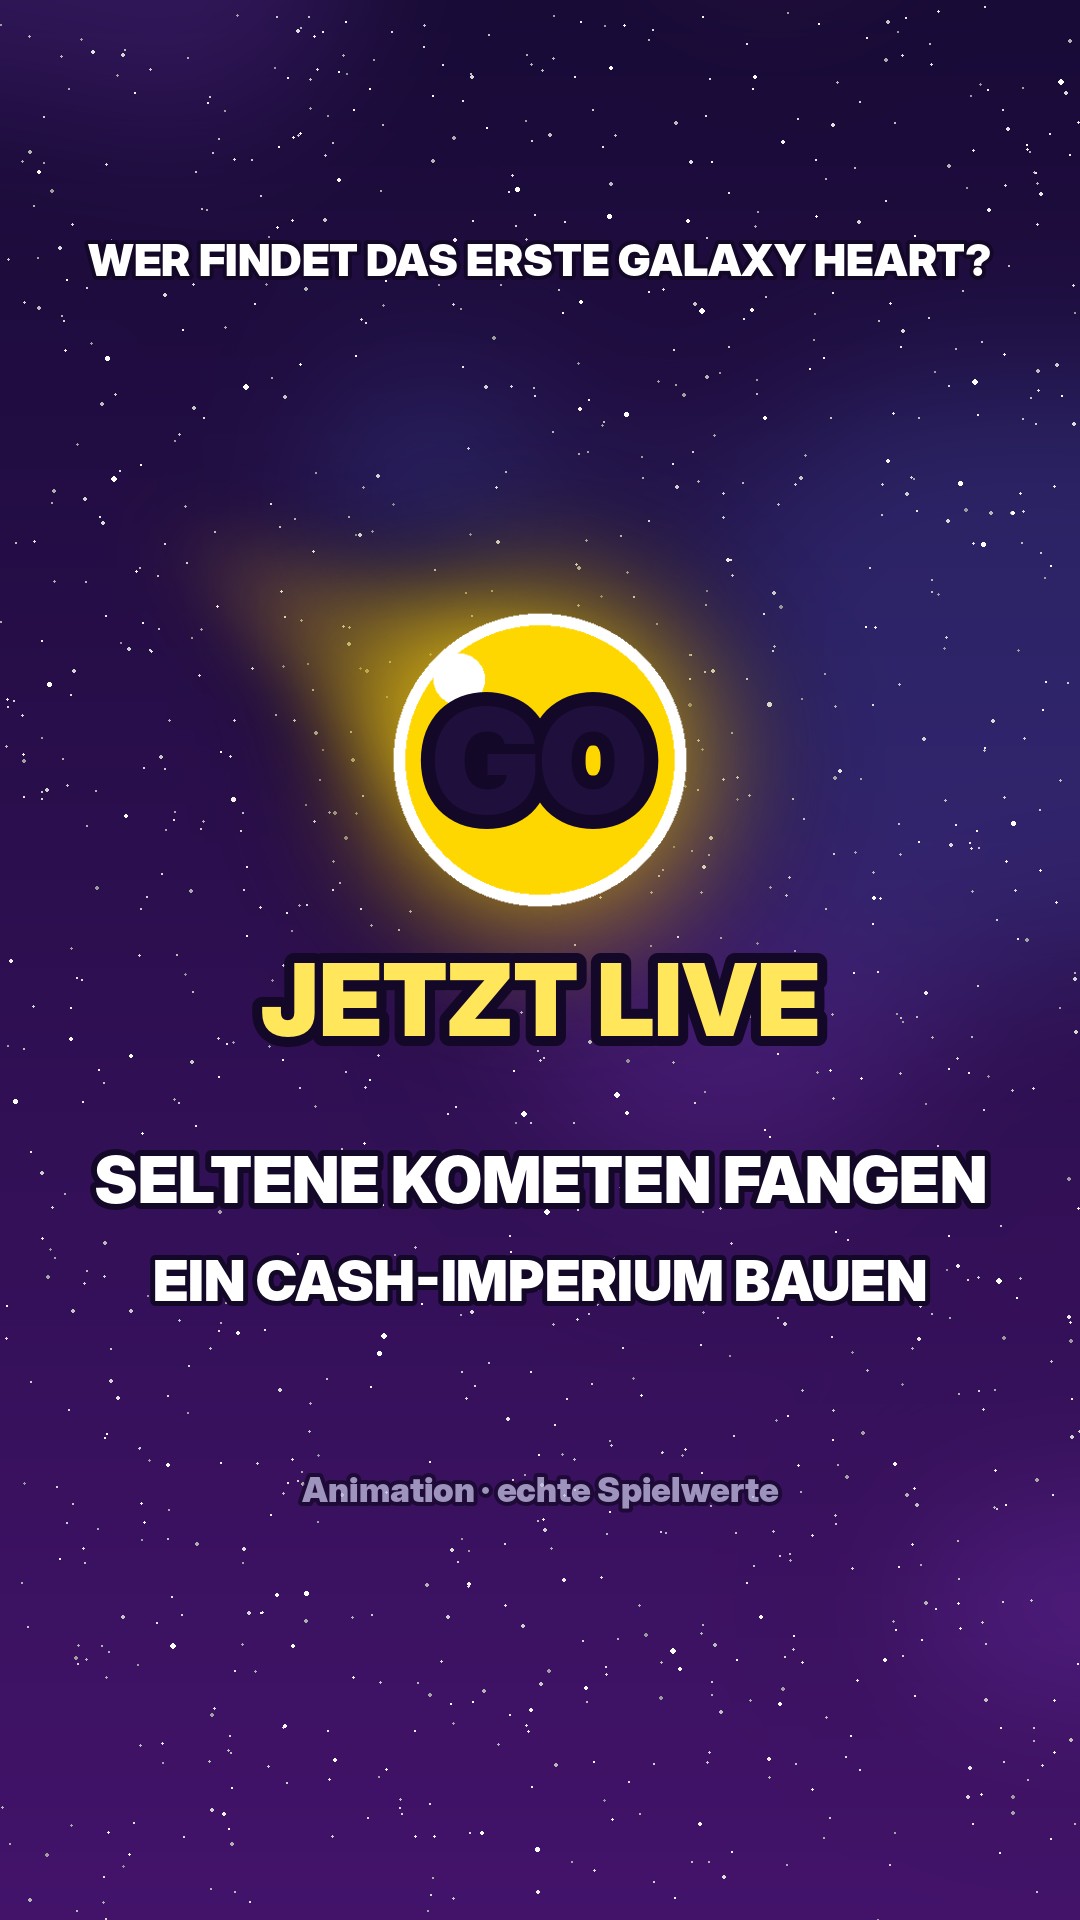 WER FINDET DAS ERSTE GALAXY HEART?
GO
JETZT LIVE
SELTENE KOMETEN FANGEN
EIN CASH-IMPERIUM BAUEN
Animation · echte Spielwerte